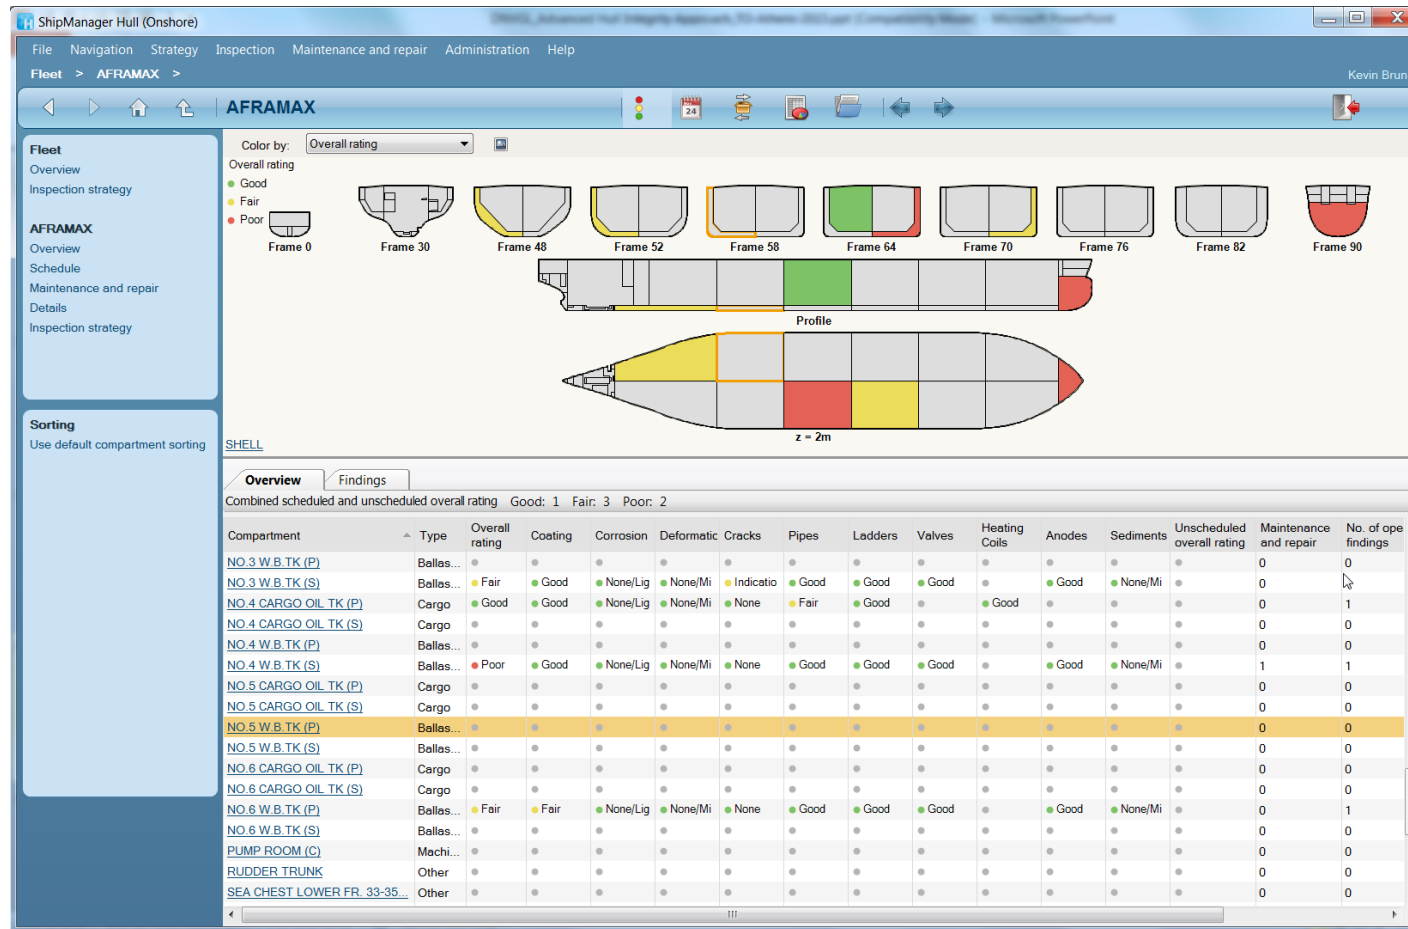 ShipManager Hull (Onshore)
File Navigation Strategy Inspection Maintenance and repair Administration Help
Fleet > AFRAMAX >
Kevin Brun
AFRAMAX
24
Fleet
Overview
Inspection strategy
AFRAMAX
Overview
Schedule
Maintenance and repair
Details
Inspection strategy
Sorting
Use default compartment sorting
Color by: Overall rating
Overall rating
Good
Fair
Poor
Frame 0 Frame 30 Frame 48 Frame 52 Frame 58 Frame 64 Frame 70 Frame 76 Frame 82 Frame 90
Profile
z = 2m
SHELL
Overview Findings
Combined scheduled and unscheduled overall rating Good: 1 Fair: 3 Poor: 2
Compartment Type Overall rating Coating Corrosion Deformatic Cracks Pipes Ladders Valves Heating Coils Anodes Sediments Unscheduled overall rating Maintenance and repair No. of ope findings
NO.3 W.B.TK (P) Ballas... 0 0
NO.3 W.B.TK (S) Ballas... Fair Good None/Lig None/Mi Indicatio Good Good Good Good None/Mi 0
NO.4 CARGO OIL TK (P) Cargo Good Good None/Lig None/Mi None Fair Good Good 0 1
NO.4 CARGO OIL TK (S) Cargo 0 0
NO.4 W.B.TK (P) Ballas... 0 0
NO.4 W.B.TK (S) Ballas... Poor Good None/Lig None/Mi None Good Good Good Good None/Mi 1 1
NO.5 CARGO OIL TK (P) Cargo 0 0
NO.5 CARGO OIL TK (S) Cargo 0 0
NO.5 W.B.TK (P) Ballas... 0 0
NO.5 W.B.TK (S) Ballas... 0 0
NO.6 CARGO OIL TK (P) Cargo 0 0
NO.6 CARGO OIL TK (S) Cargo 0 0
NO.6 W.B.TK (P) Ballas... Fair Fair None/Lig None/Mi None Good Good Good Good None/Mi 0 1
NO.6 W.B.TK (S) Ballas... 0 0
PUMP ROOM (C) Machi... 0 0
RUDDER TRUNK Other 0 0
SEA CHEST LOWER FR. 33-35... Other 0 0